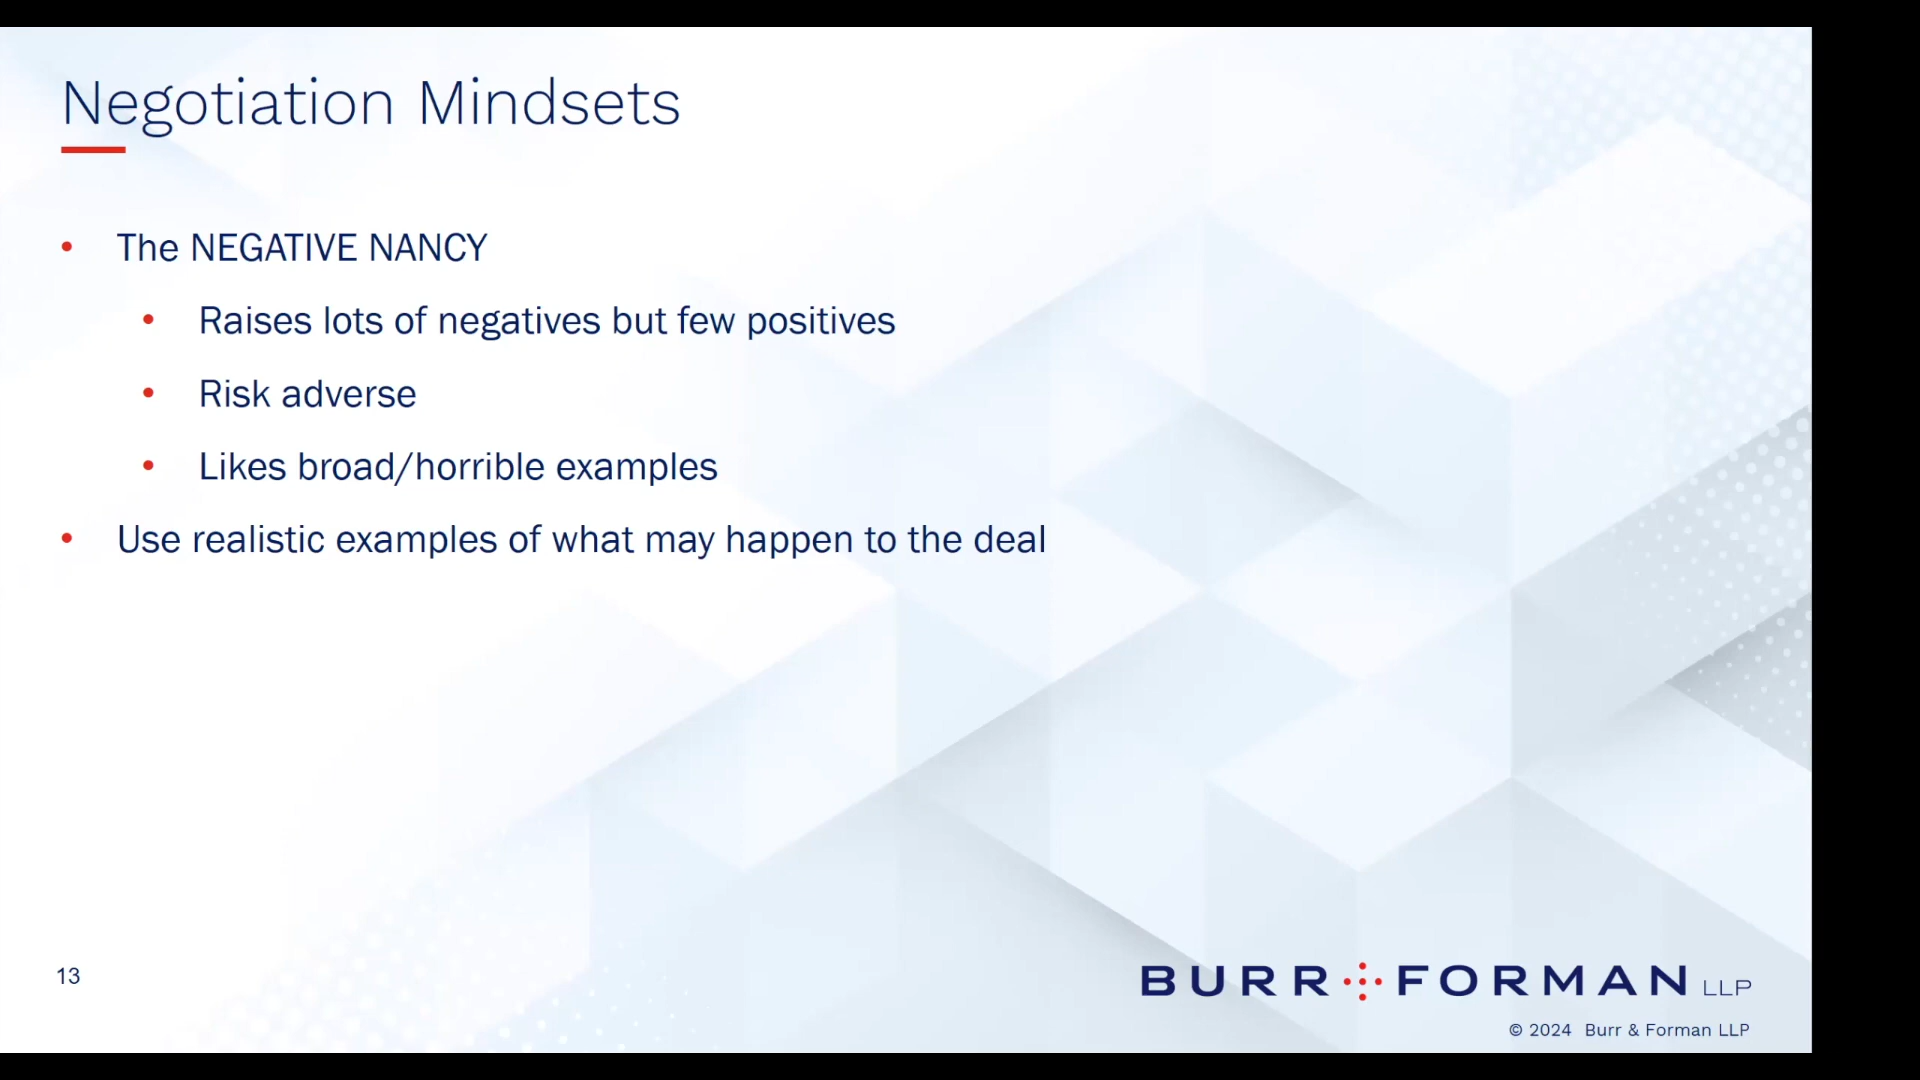 Negotiation Mindsets
• The NEGATIVE NANCY
• Raises lots of negatives but few positives
• Risk adverse
• Likes broad/horrible examples
• Use realistic examples of what may happen to the deal
13
BURR FORMAN LLP
© 2024 Burr & Forman LLP